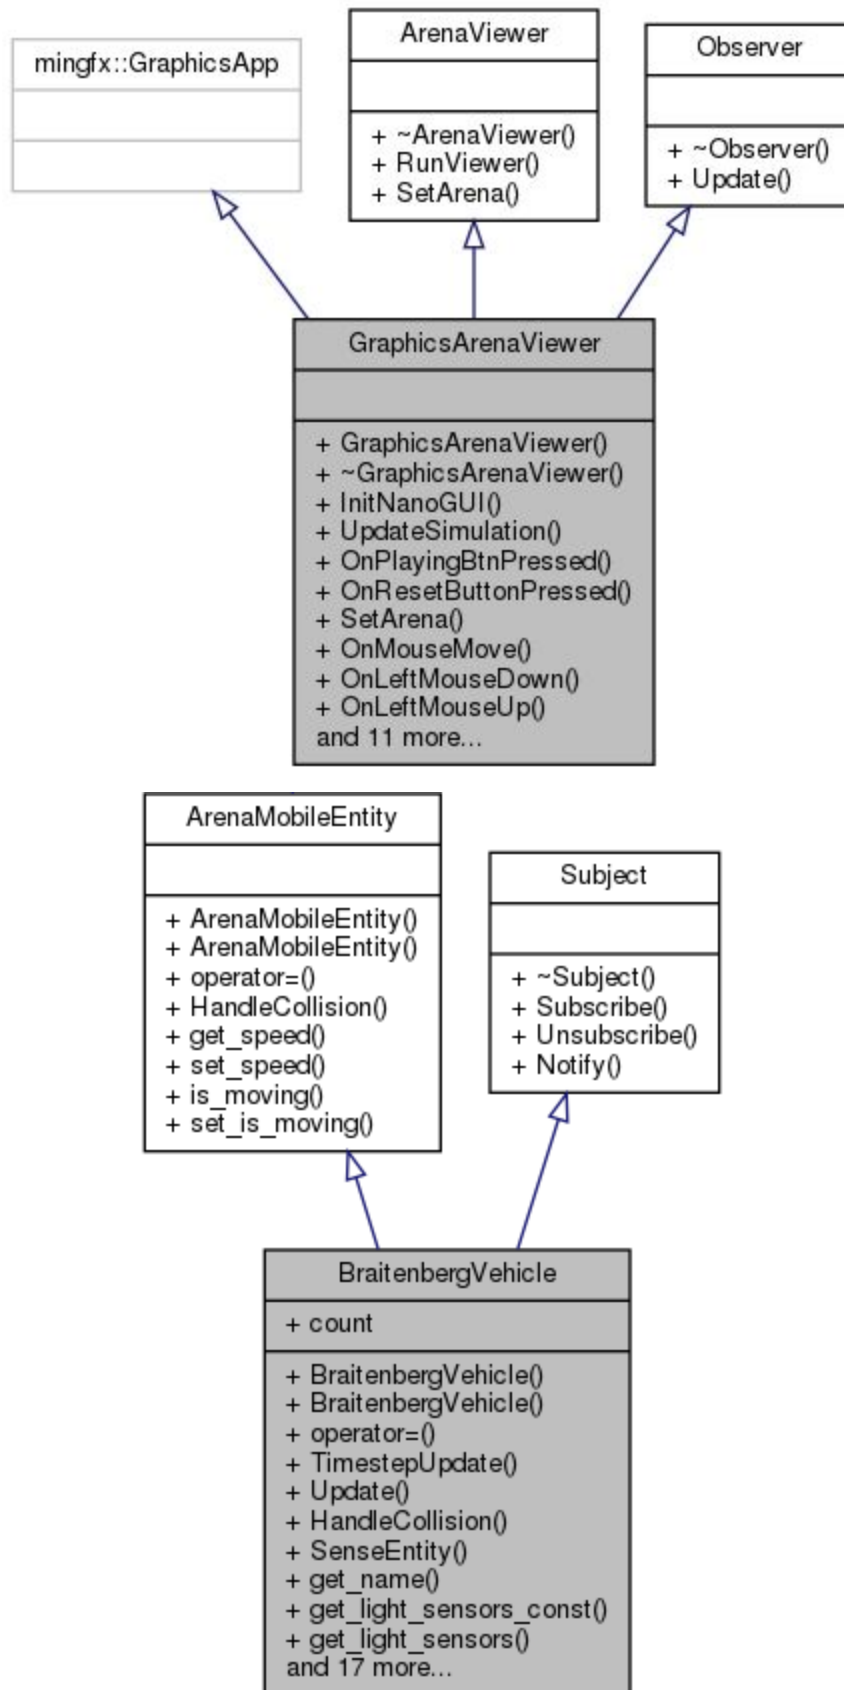 mingfx::GraphicsApp
ArenaViewer
+ ~ArenaViewer()
+ RunViewer()
+ SetArena()
Observer
+ ~Observer()
+ Update()
GraphicsArenaViewer
+ GraphicsArenaViewer()
+ ~GraphicsArenaViewer()
+ InitNanoGUI()
+ UpdateSimulation()
+ OnPlayingBtnPressed()
+ OnResetButtonPressed()
+ SetArena()
+ OnMouseMove()
+ OnLeftMouseDown()
+ OnLeftMouseUp()
and 11 more...
ArenaMobileEntity
+ ArenaMobileEntity()
+ ArenaMobileEntity()
+ operator=()
+ HandleCollision()
+ get_speed()
+ set_speed()
+ is_moving()
+ set_is_moving()
Subject
+ ~Subject()
+ Subscribe()
+ Unsubscribe()
+ Notify()
BraitenbergVehicle
+ count
+ BraitenbergVehicle()
+ BraitenbergVehicle()
+ operator=()
+ TimestepUpdate()
+ Update()
+ HandleCollision()
+ SenseEntity()
+ get_name()
+ get_light_sensors_const()
+ get_light_sensors()
and 17 more...